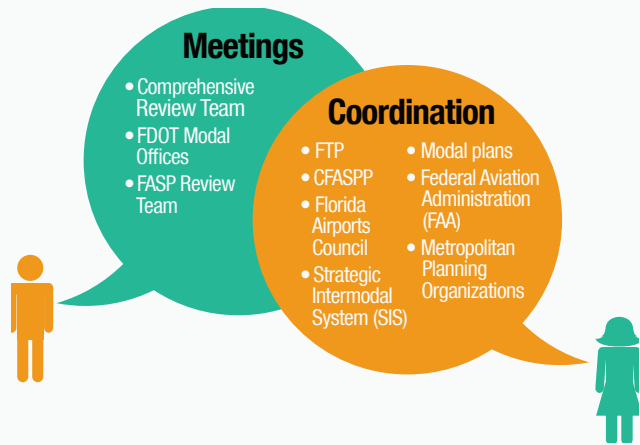 Meetings
• Comprehensive
Review Team
• FDOT Modal
Offices
• FASP Review
Team
Coordination
• FTP
• CFASPP
• Florida
Airports
Council
• Strategic
Intermodal
System (SIS)
• Modal plans
• Federal Aviation
Administration
(FAA)
• Metropolitan
Planning
Organizations